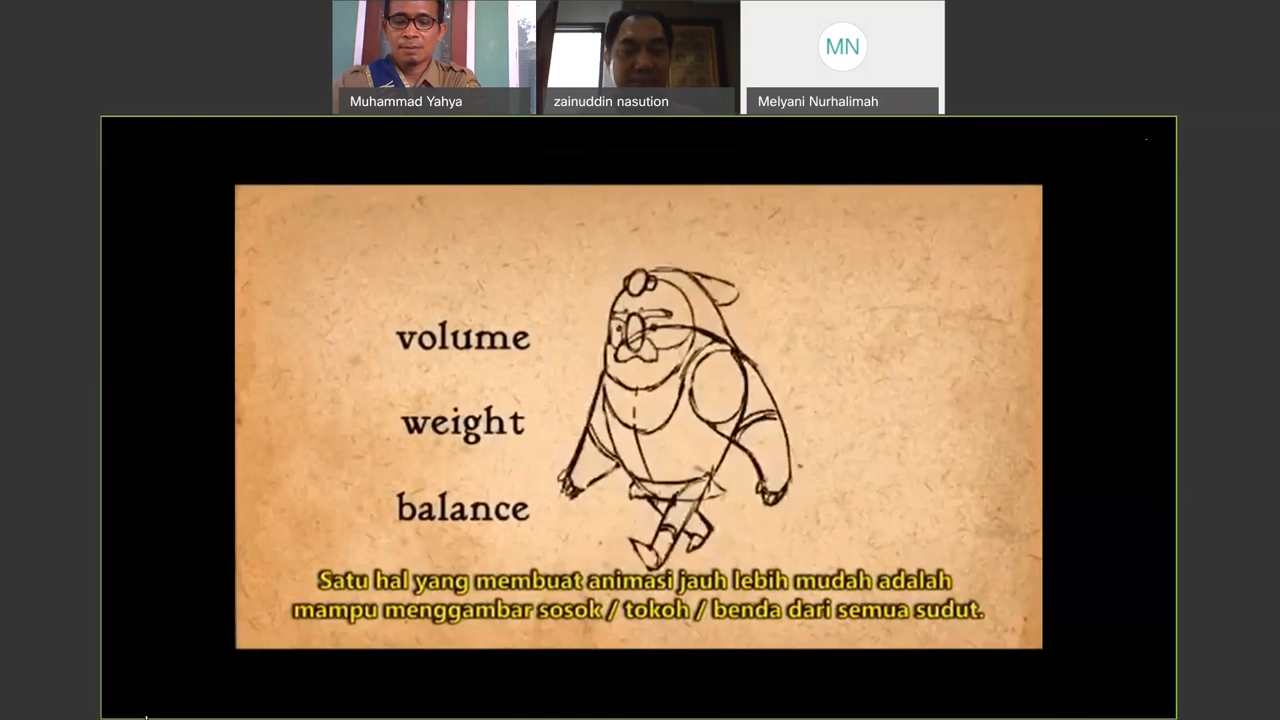 MN
Muhammad Yahya
zainuddin nasution
Melyani Nurhalimah
volume
weight
balance
Satu hal yang membuat animasi jauh lebih mudah adalah
mampu menggambar sosok / tokoh / benda dari semua sudut.